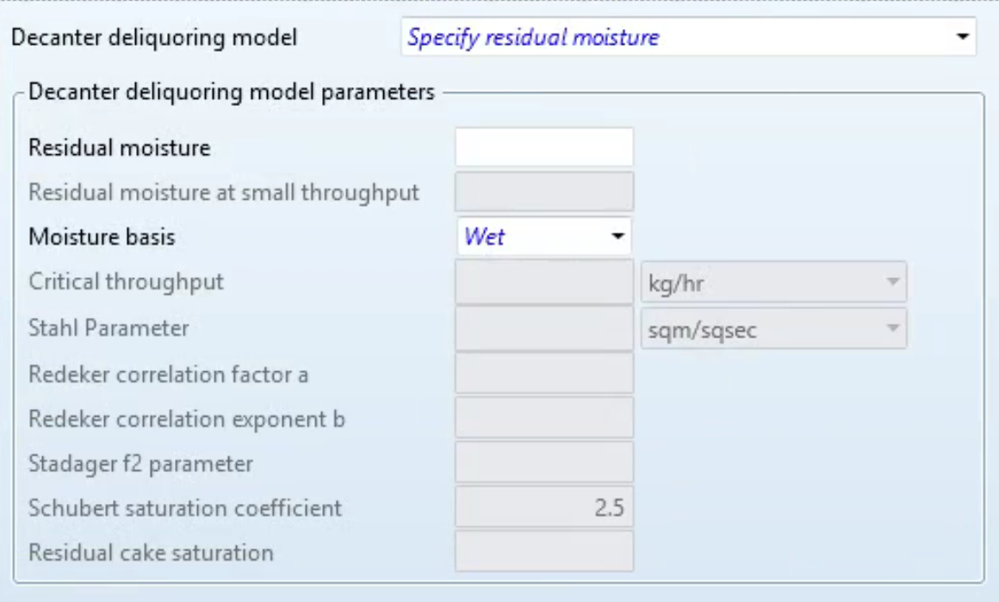 Decanter deliquoring model Specify residual moisture
Decanter deliquoring model parameters
Residual moisture
Residual moisture at small throughput
Moisture basis Wet
Critical throughput kg/hr
Stahl Parameter sqm/sqsec
Redeker correlation factor a
Redeker correlation exponent b
Stadager f2 parameter
Schubert saturation coefficient 2.5
Residual cake saturation